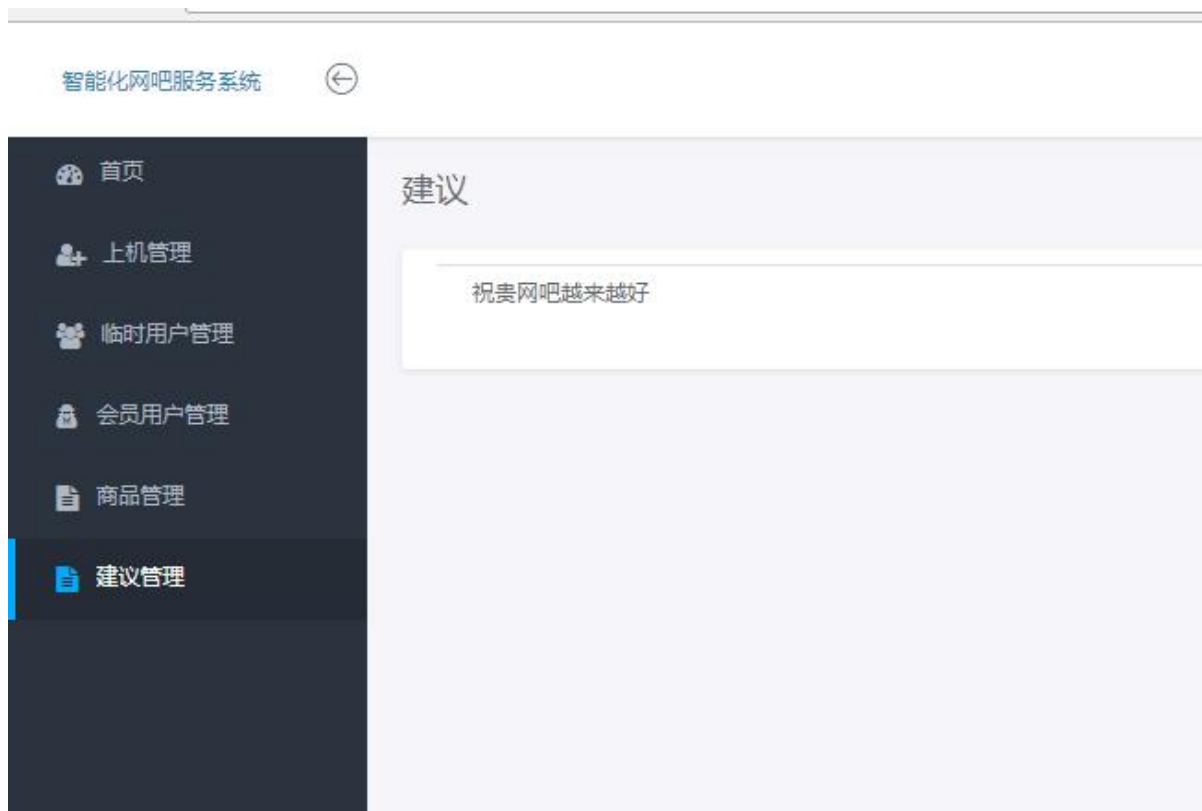 智能化网吧服务系统
首页
上机管理
临时用户管理
会员用户管理
商品管理
建议管理
建议
祝贵网吧越来越好